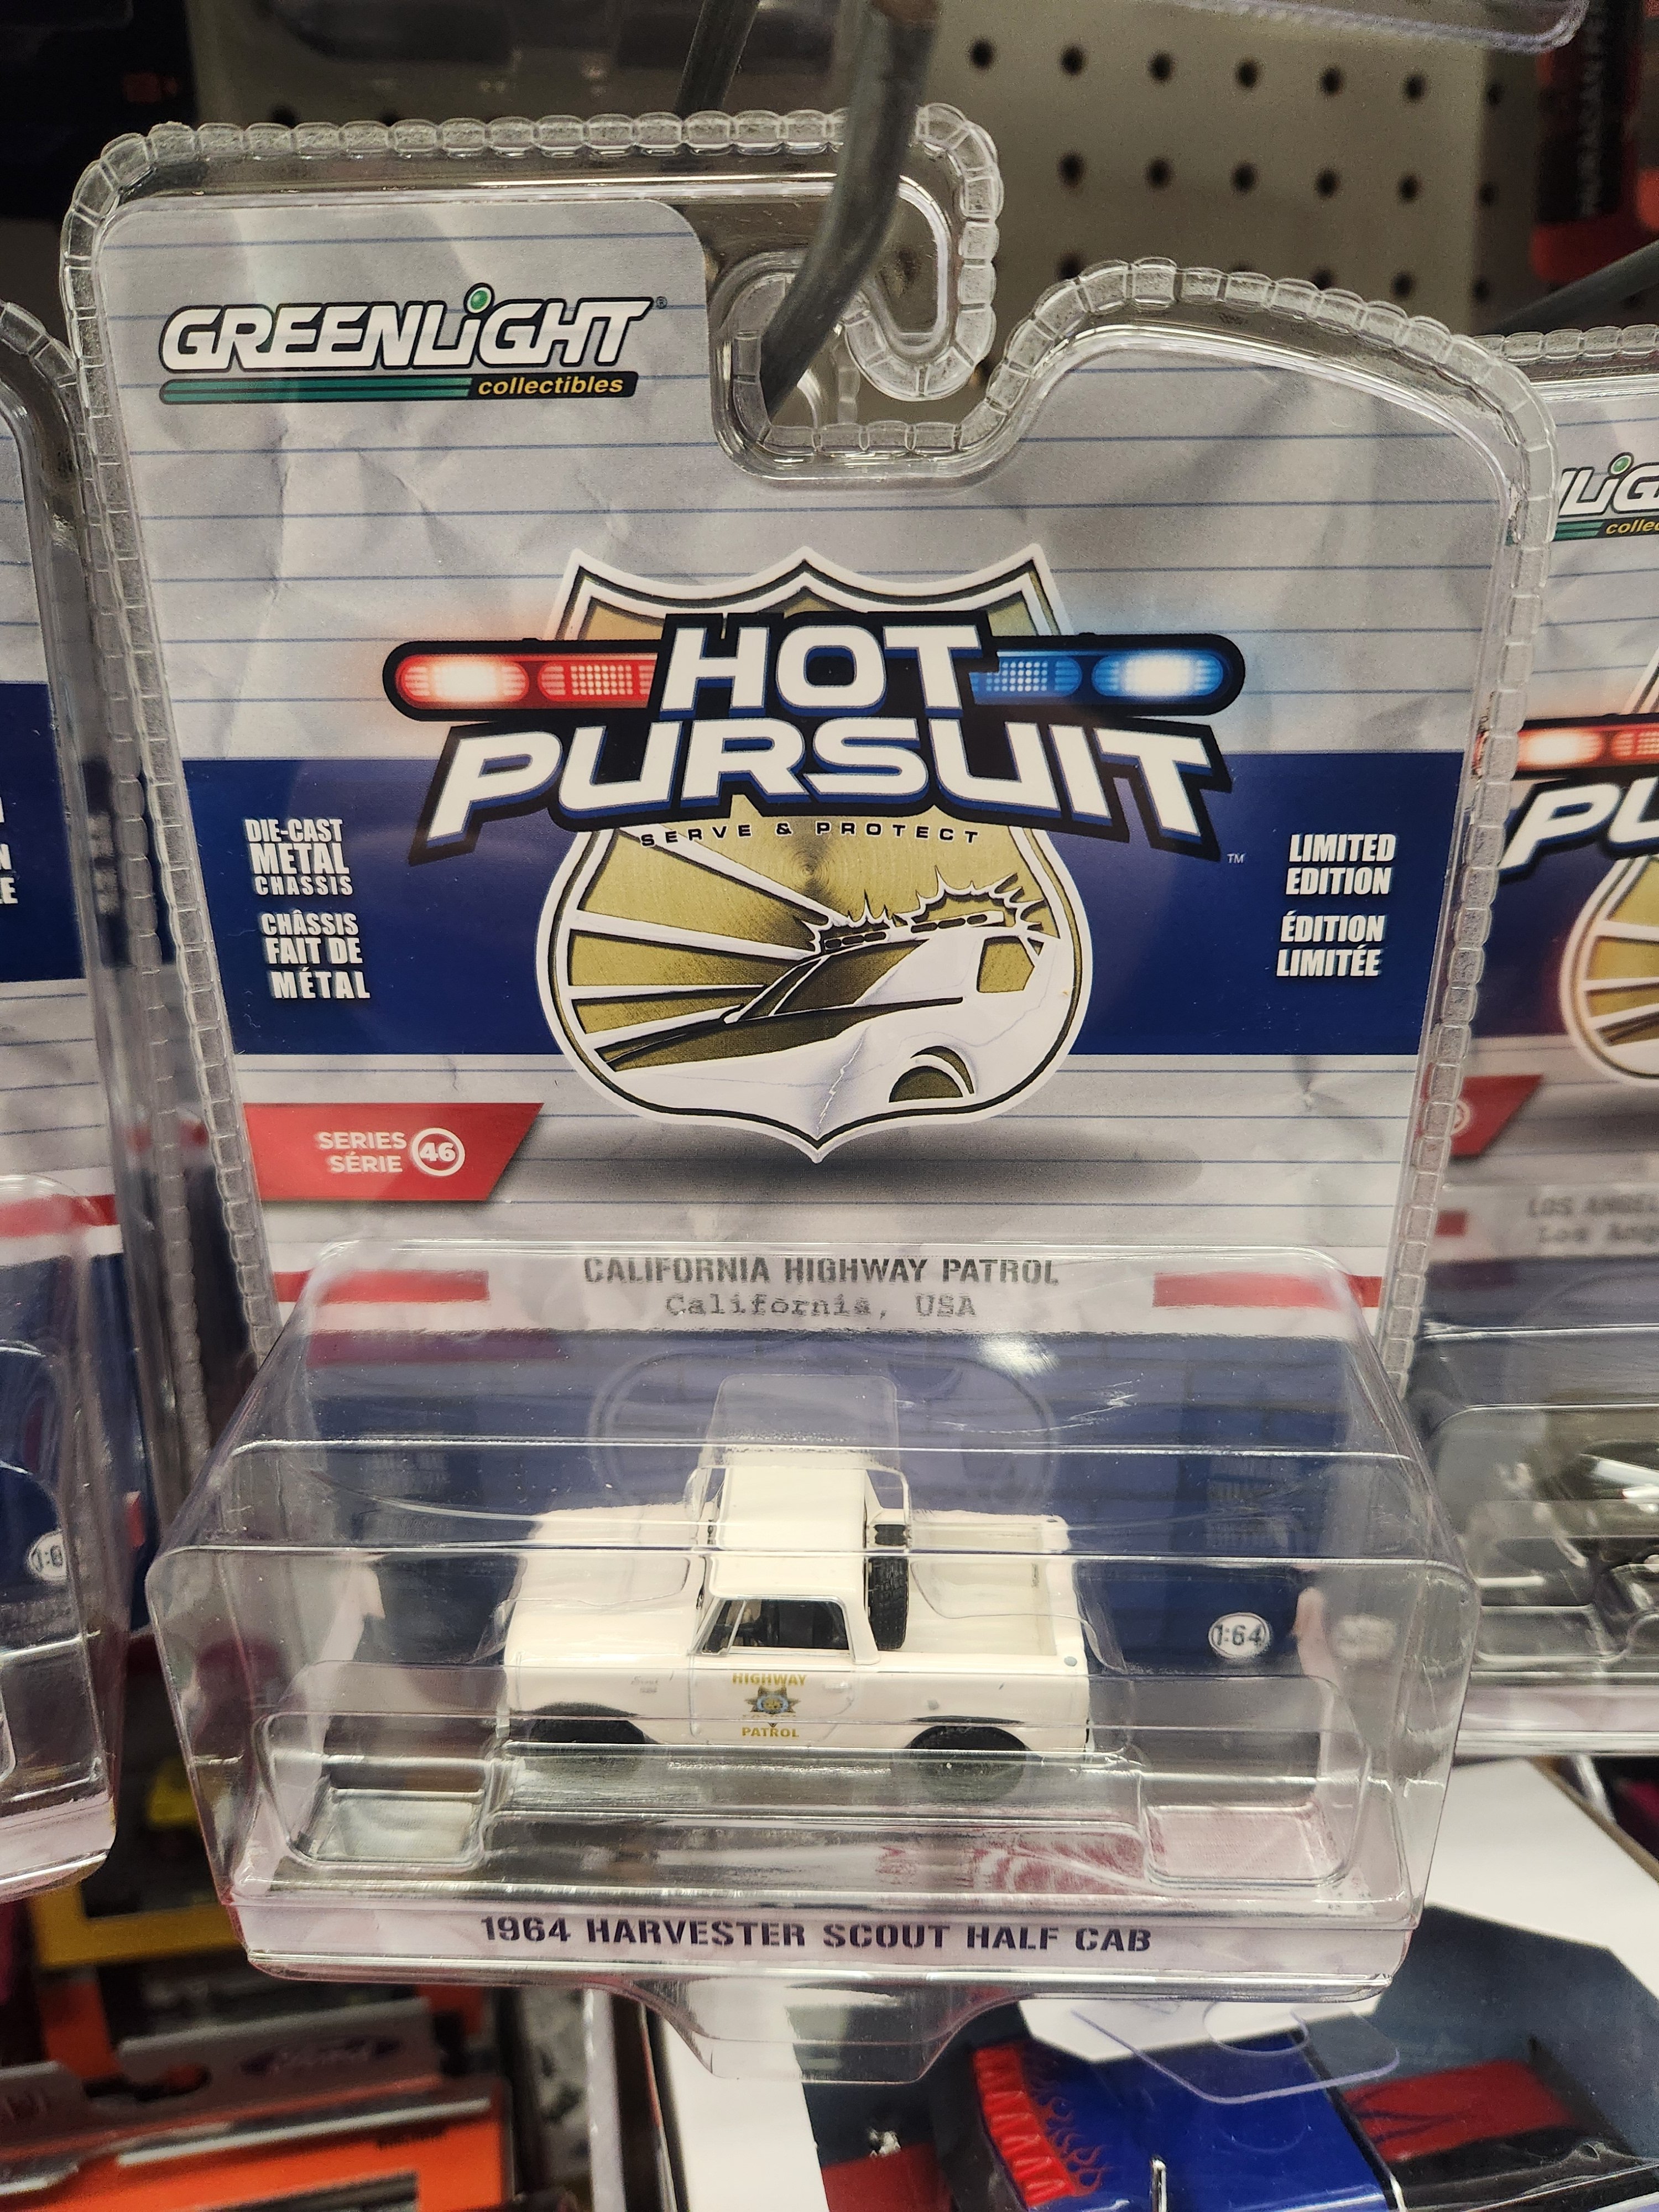 GREENLiGHT®
collectibles
HOT
PURSUIT™
SERVE & PROTECT
DIE-CAST
METAL
CHASSIS
CHÂSSIS
FAIT DE
MÉTAL
LIMITED
EDITION
ÉDITION
LIMITÉE
SERIES
SÉRIE
46
CALIFORNIA HIGHWAY PATROL
California, USA
1:64
HIGHWAY
PATROL
1964 HARVESTER SCOUT HALF CAB